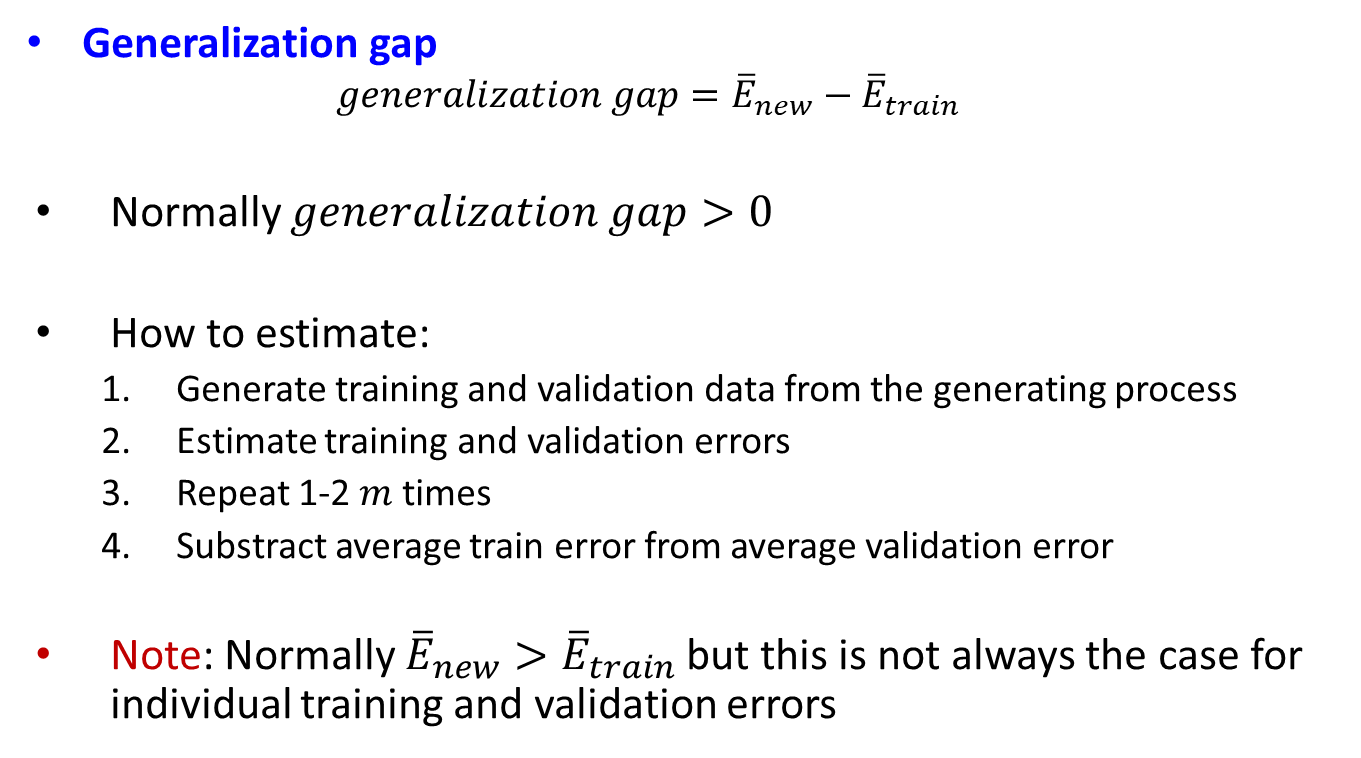 • Generalization gap
generalization gap = Ē_new − Ē_train
• Normally generalization gap > 0
• How to estimate:
1. Generate training and validation data from the generating process
2. Estimate training and validation errors
3. Repeat 1-2 m times
4. Substract average train error from average validation error
• Note: Normally Ē_new > Ē_train but this is not always the case for
individual training and validation errors